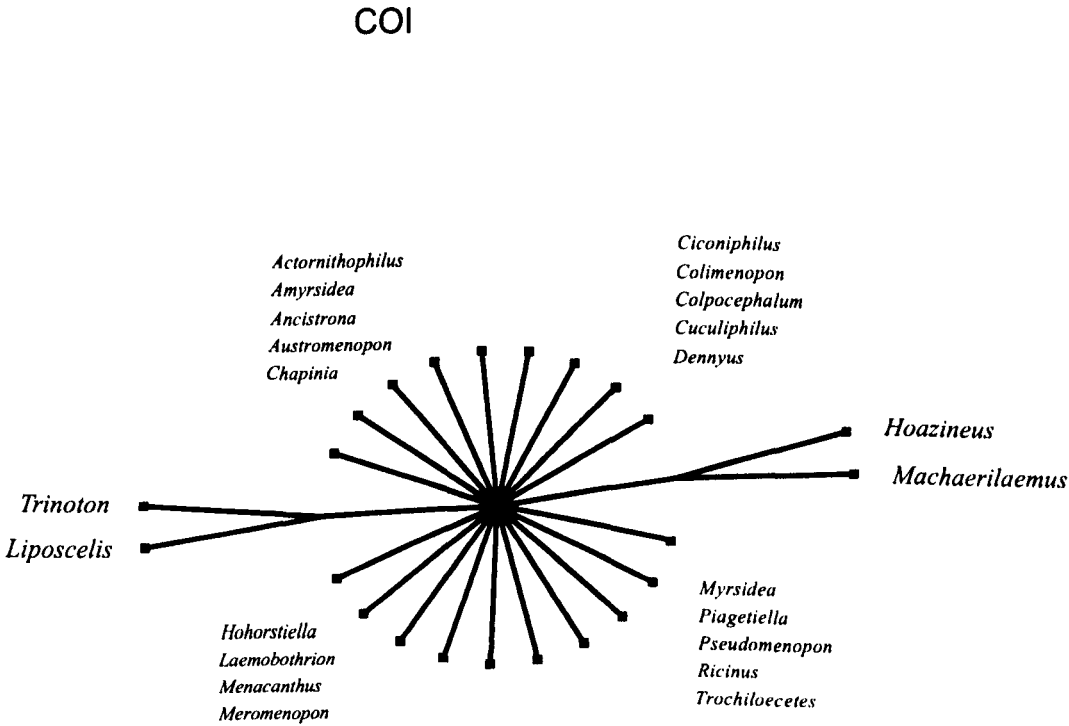 COI
Actornithophilus
Amyrsidea
Ancistrona
Austromenopon
Chapinia
Ciconiphilus
Colimenopon
Colpocephalum
Cuculiphilus
Dennyus
Hoazineus
Machaerilaemus
Trinoton
Liposcelis
Hohorstiella
Laemobothrion
Menacanthus
Meromenopon
Myrsidea
Piagetiella
Pseudomenopon
Ricinus
Trochiloecetes